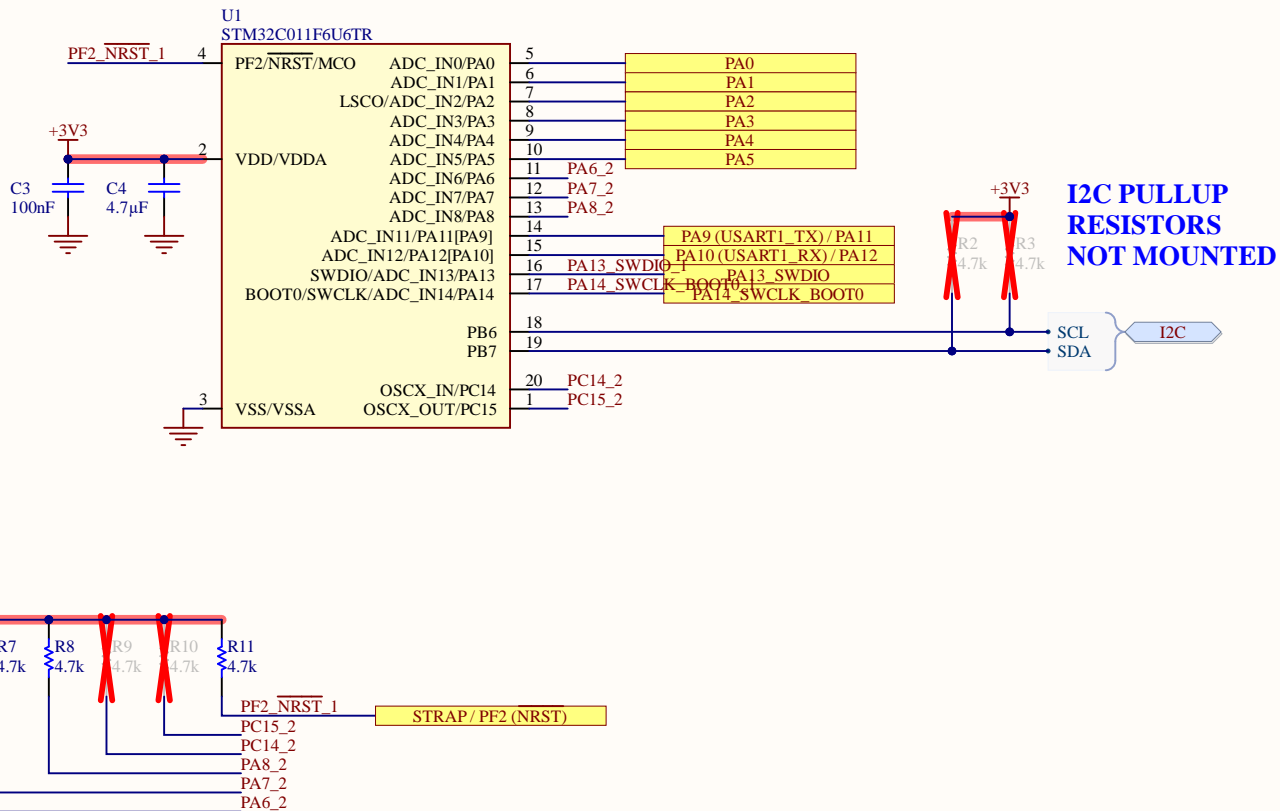 U1
STM32C011F6U6TR
PF2_NRST_1
4
PF2/NRST/MCO
ADC_IN0/PA0
5
PA0
ADC_IN1/PA1
6
PA1
LSCO/ADC_IN2/PA2
7
PA2
ADC_IN3/PA3
8
PA3
ADC_IN4/PA4
9
PA4
ADC_IN5/PA5
10
PA5
+3V3
2
VDD/VDDA
ADC_IN6/PA6
11
PA6_2
ADC_IN7/PA7
12
PA7_2
ADC_IN8/PA8
13
PA8_2
C3
100nF
C4
4.7µF
ADC_IN11/PA11[PA9]
14
PA9 (USART1_TX) / PA11
ADC_IN12/PA12[PA10]
15
PA10 (USART1_RX) / PA12
SWDIO/ADC_IN13/PA13
16
PA13_SWDIO_1
PA13_SWDIO
BOOT0/SWCLK/ADC_IN14/PA14
17
PA14_SWCLK_BOOT0_1
PA14_SWCLK_BOOT0
+3V3
R2
4.7k
R3
4.7k
I2C PULLUP
RESISTORS
NOT MOUNTED
PB6
18
SCL
PB7
19
SDA
I2C
OSCX_IN/PC14
20
PC14_2
3
VSS/VSSA
OSCX_OUT/PC15
1
PC15_2
R7
4.7k
R8
4.7k
R9
4.7k
R10
4.7k
R11
4.7k
PF2_NRST_1
STRAP / PF2 (NRST)
PC15_2
PC14_2
PA8_2
PA7_2
PA6_2